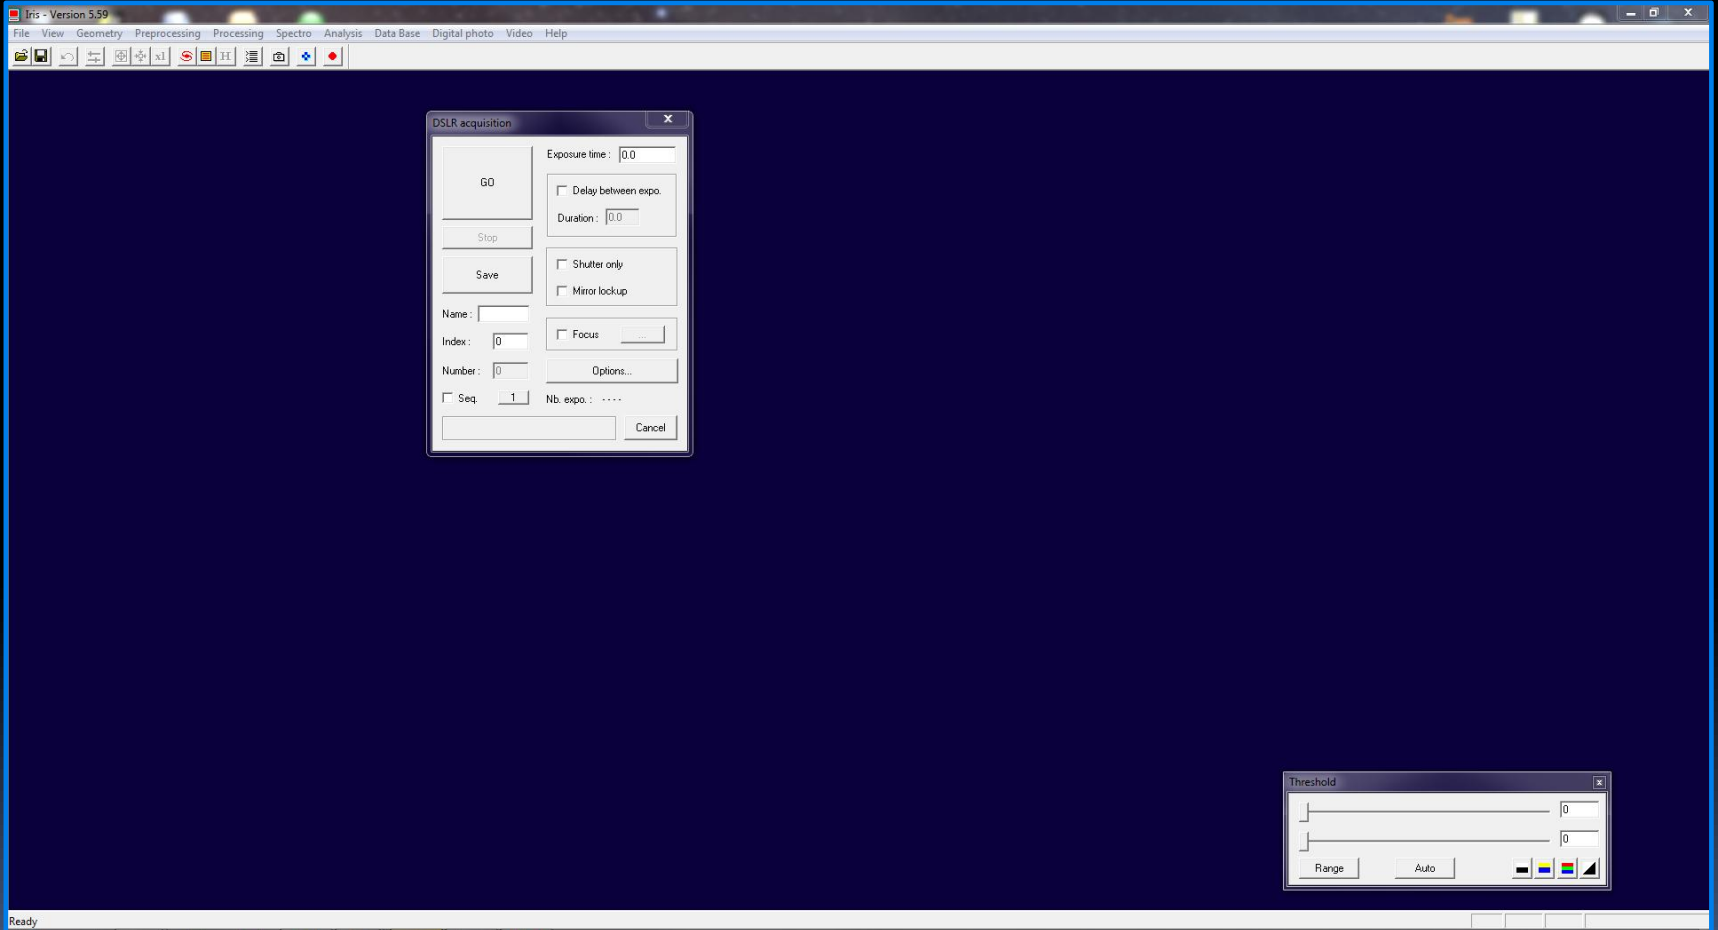 Iris - Version 5.59
File View Geometry Preprocessing Processing Spectro Analysis Data Base Digital photo Video Help
x1 H
DSLR acquisition
GO
Exposure time : 0.0
Delay between expo.
Duration : 0.0
Stop
Shutter only
Save
Mirror lockup
Name :
Focus ...
Index : 0
Number : 0
Options...
Seq. 1
Nb. expo. : ----
Cancel
Threshold
0
0
Range Auto
Ready